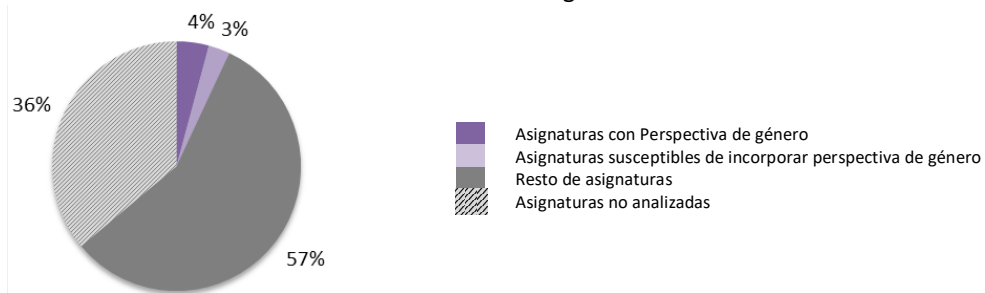 4%
3%
36%
Asignaturas con Perspectiva de género
Asignaturas susceptibles de incorporar perspectiva de género
Resto de asignaturas
Asignaturas no analizadas
57%